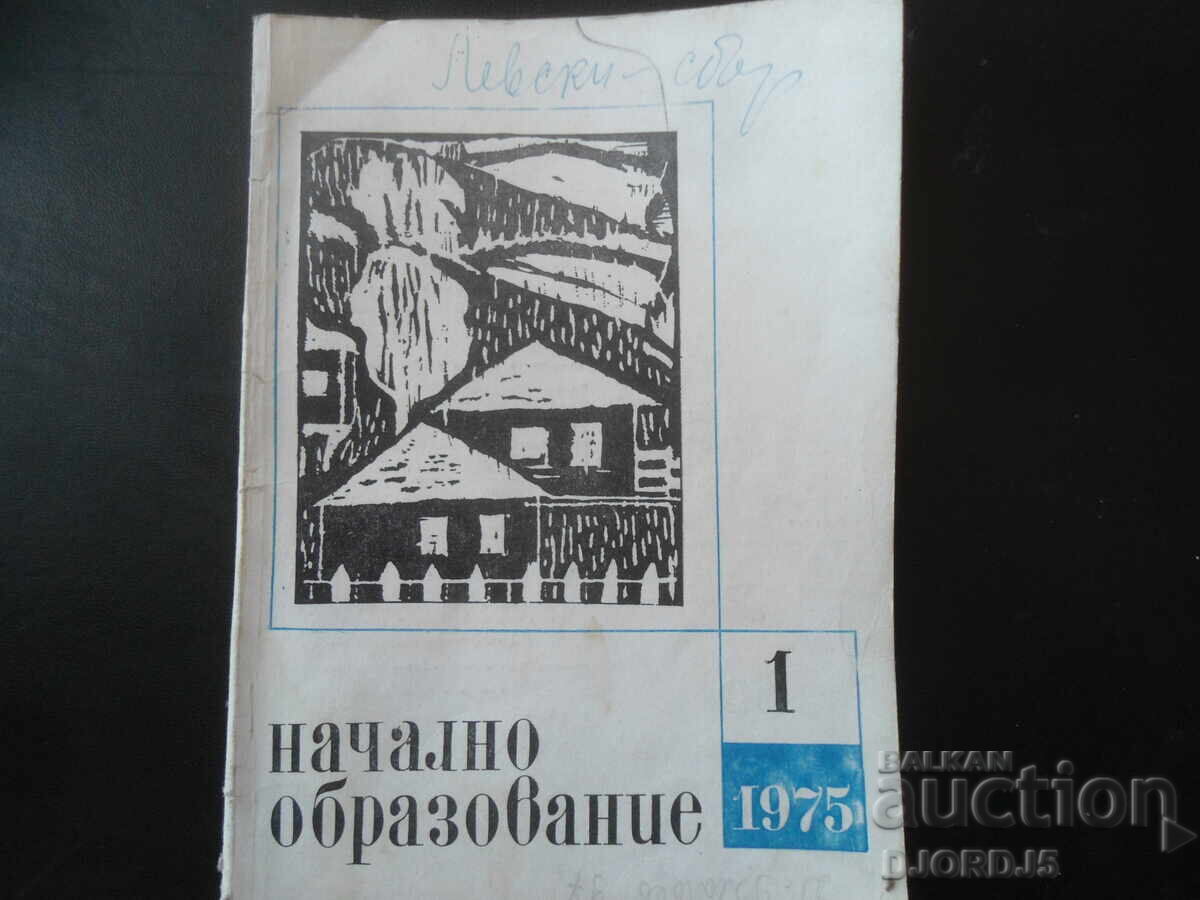 Левски - сбор
1
начално
образование
1975
BALKAN
auction
DJORDJ5